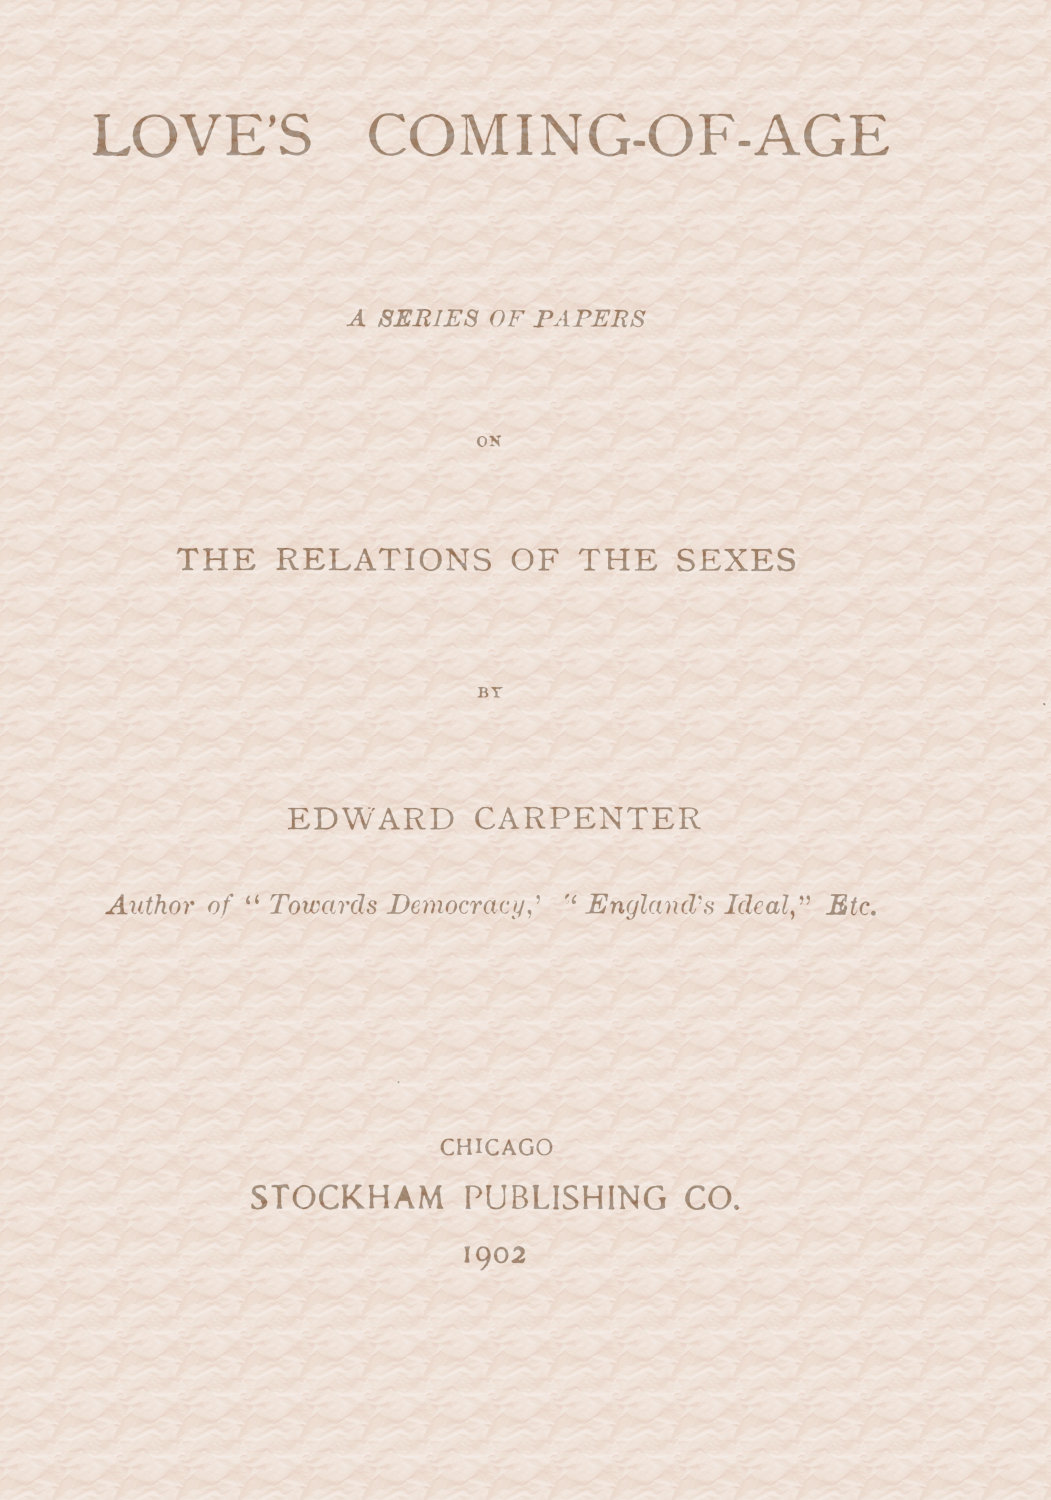 LOVE'S COMING-OF-AGE
A SERIES OF PAPERS
ON
THE RELATIONS OF THE SEXES
BY
EDWARD CARPENTER
Author of “ Towards Democracy,’ “ England's Ideal,” Etc.
CHICAGO
STOCKHAM PUBLISHING CO.
1902